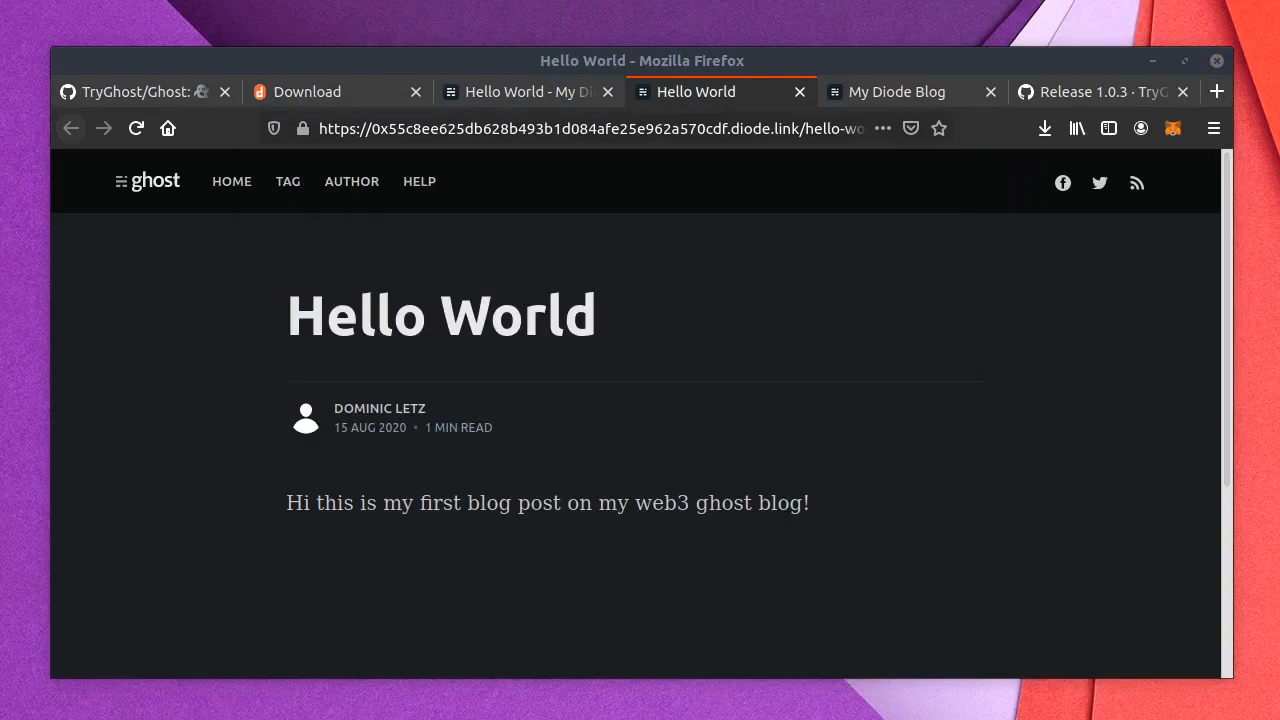 Hello World - Mozilla Firefox
TryGhost/Ghost:
Download
Hello World - My Di
Hello World
My Diode Blog
Release 1.0.3 · TryG
https://0x55c8ee625db628b493b1d084afe25e962a570cdf.diode.link/hello-wo
ghost
HOME
TAG
AUTHOR
HELP
Hello World
DOMINIC LETZ
15 AUG 2020 • 1 MIN READ
Hi this is my first blog post on my web3 ghost blog!